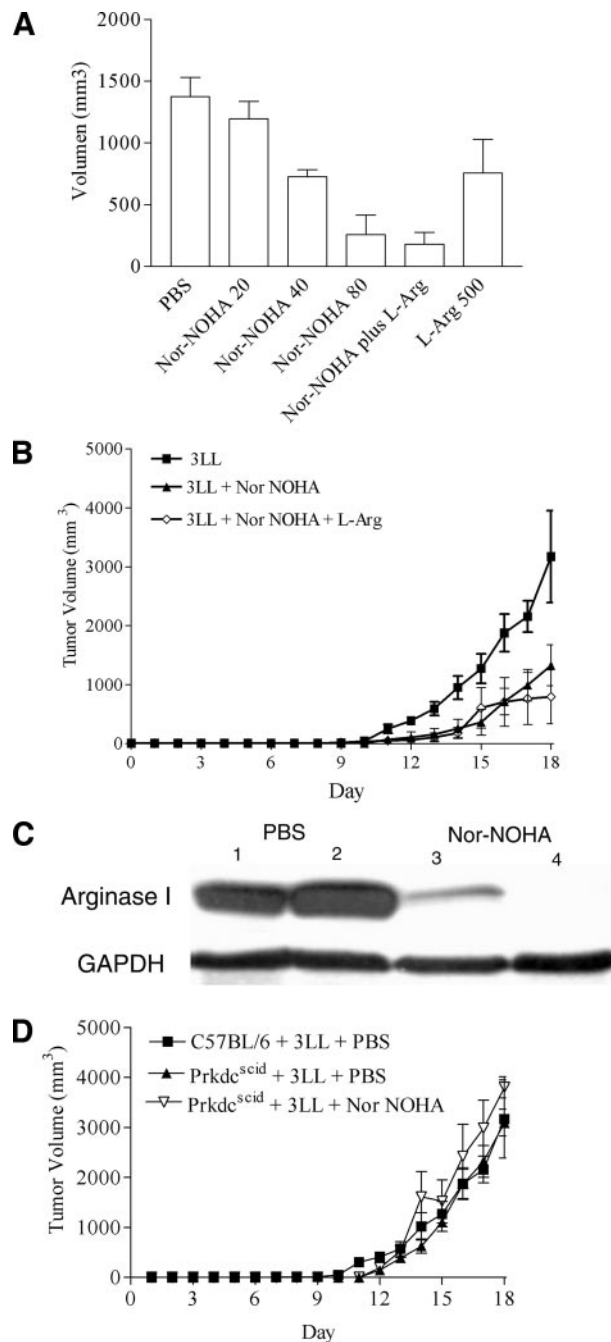 A
Volumen (mm3)
2000
1500
1000
500
0
PBS
Nor-NOHA 20
Nor-NOHA 40
Nor-NOHA 80
Nor-NOHA plus L-Arg
L-Arg 500
B
Tumor Volume (mm 3)
5000
4000
3000
2000
1000
0
3LL
3LL + Nor NOHA
3LL + Nor NOHA + L-Arg
0 3 6 9 12 15 18
Day
C
PBS Nor-NOHA
1 2 3 4
Arginase I
GAPDH
D
Tumor Volume (mm3)
5000
4000
3000
2000
1000
0
C57BL/6 + 3LL + PBS
Prkdcscid + 3LL + PBS
Prkdcscid + 3LL + Nor NOHA
0 3 6 9 12 15 18
Day